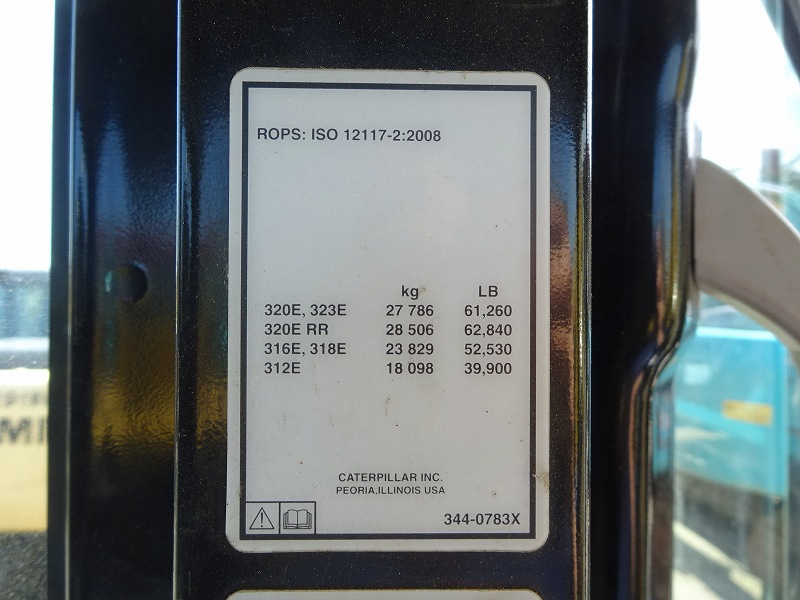 ROPS: ISO 12117-2:2008
kg LB
320E, 323E 27 786 61,260
320E RR 28 506 62,840
316E, 318E 23 829 52,530
312E 18 098 39,900
CATERPILLAR INC.
PEORIA,ILLINOIS USA
344-0783X